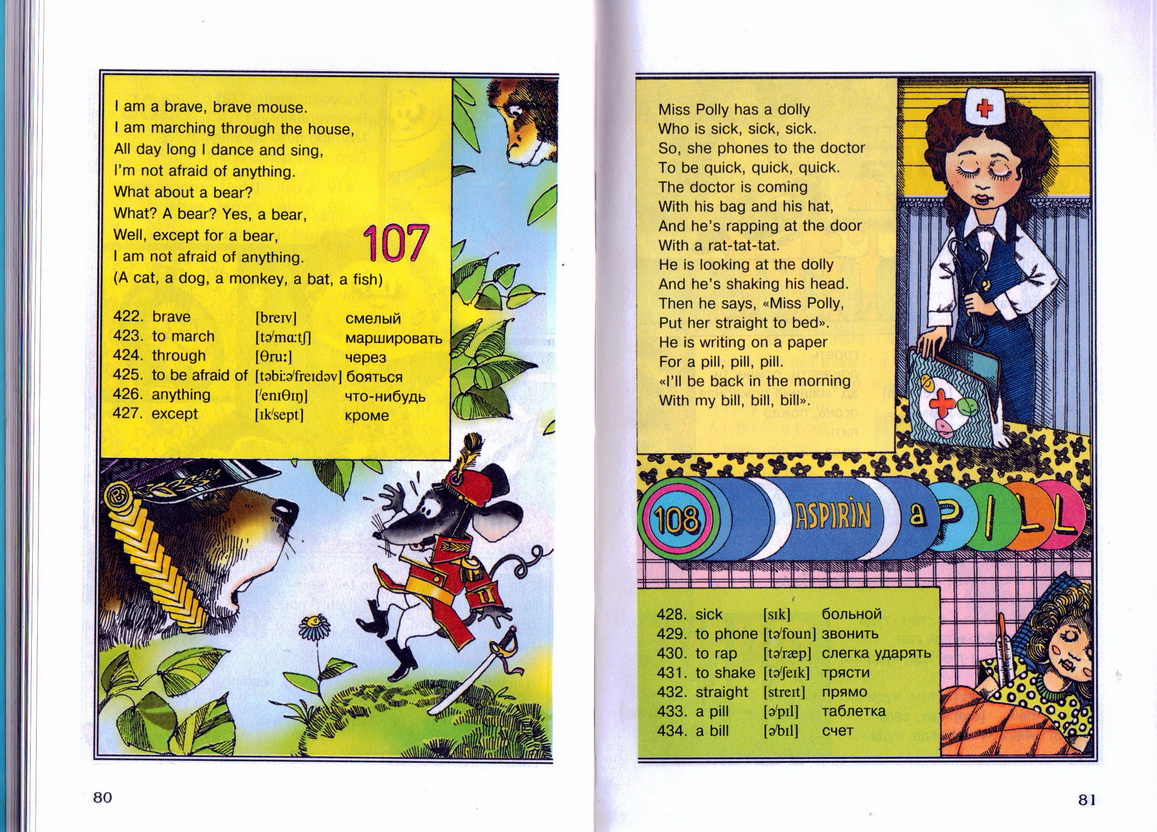 I am a brave, brave mouse.
I am marching through the house,
All day long I dance and sing,
I'm not afraid of anything.
What about a bear?
What? A bear? Yes, a bear,
Well, except for a bear,
I am not afraid of anything.
(A cat, a dog, a monkey, a bat, a fish)
107
422. brave [breɪv] смелый
423. to march [tə'mɑ:tʃ] маршировать
424. through [θru:] через
425. to be afraid of [təbi:ə'freɪdəv] бояться
426. anything ['enɪθɪŋ] что-нибудь
427. except [ɪk'sept] кроме
80
Miss Polly has a dolly
Who is sick, sick, sick.
So, she phones to the doctor
To be quick, quick, quick.
The doctor is coming
With his bag and his hat,
And he's rapping at the door
With a rat-tat-tat.
He is looking at the dolly
And he's shaking his head.
Then he says, «Miss Polly,
Put her straight to bed».
He is writing on a paper
For a pill, pill, pill.
«I'll be back in the morning
With my bill, bill, bill».
108 ASPIRIN a PILL
428. sick [sɪk] больной
429. to phone [tə'foun] звонить
430. to rap [tə'ræp] слегка ударять
431. to shake [tə'ʃeɪk] трясти
432. straight [streɪt] прямо
433. a pill [ə'pɪl] таблетка
434. a bill [ə'bɪl] счет
81